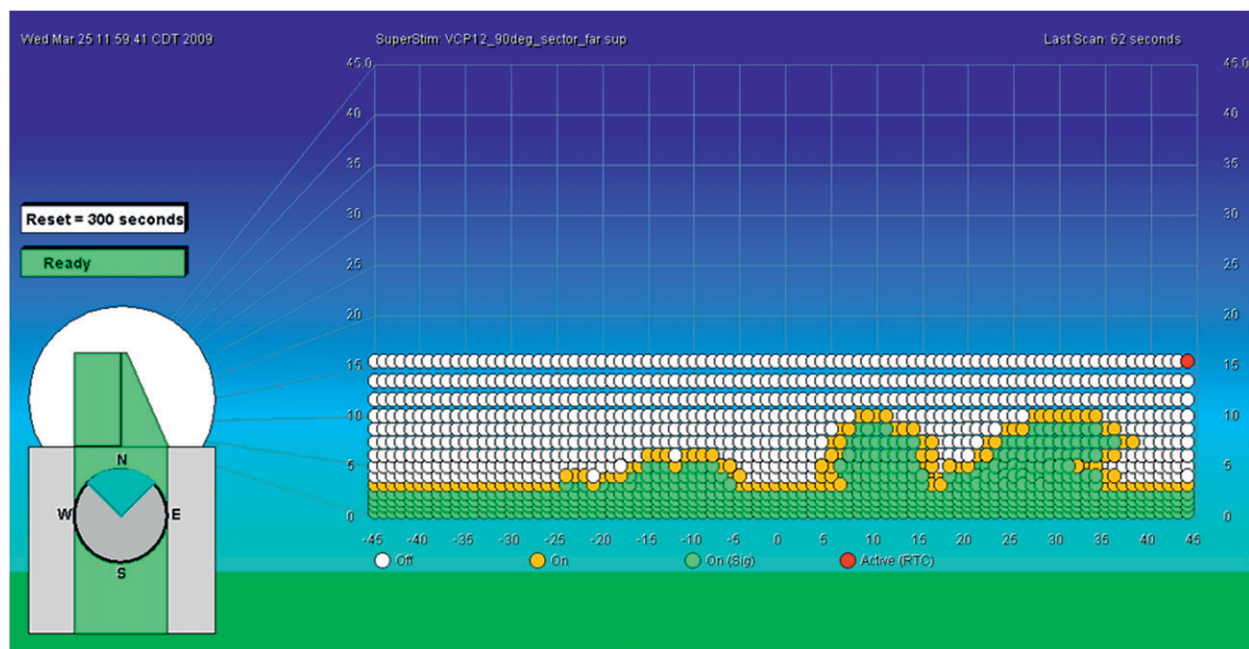 Wed Mar 25 11:59:41 CDT 2009 SuperStim: VCP12_90deg_sector_far.sup Last Scan: 62 seconds
45.0 45.0
40 40
35 35
30 30
Reset = 300 seconds
25 25
Ready
20 20
15 15
10 10
5 5
N
W E
0 0
S
-45 -40 -35 -30 -25 -20 -15 -10 -5 0 5 10 15 20 25 30 35 40 45
Off On On (Sig) Active (RTC)